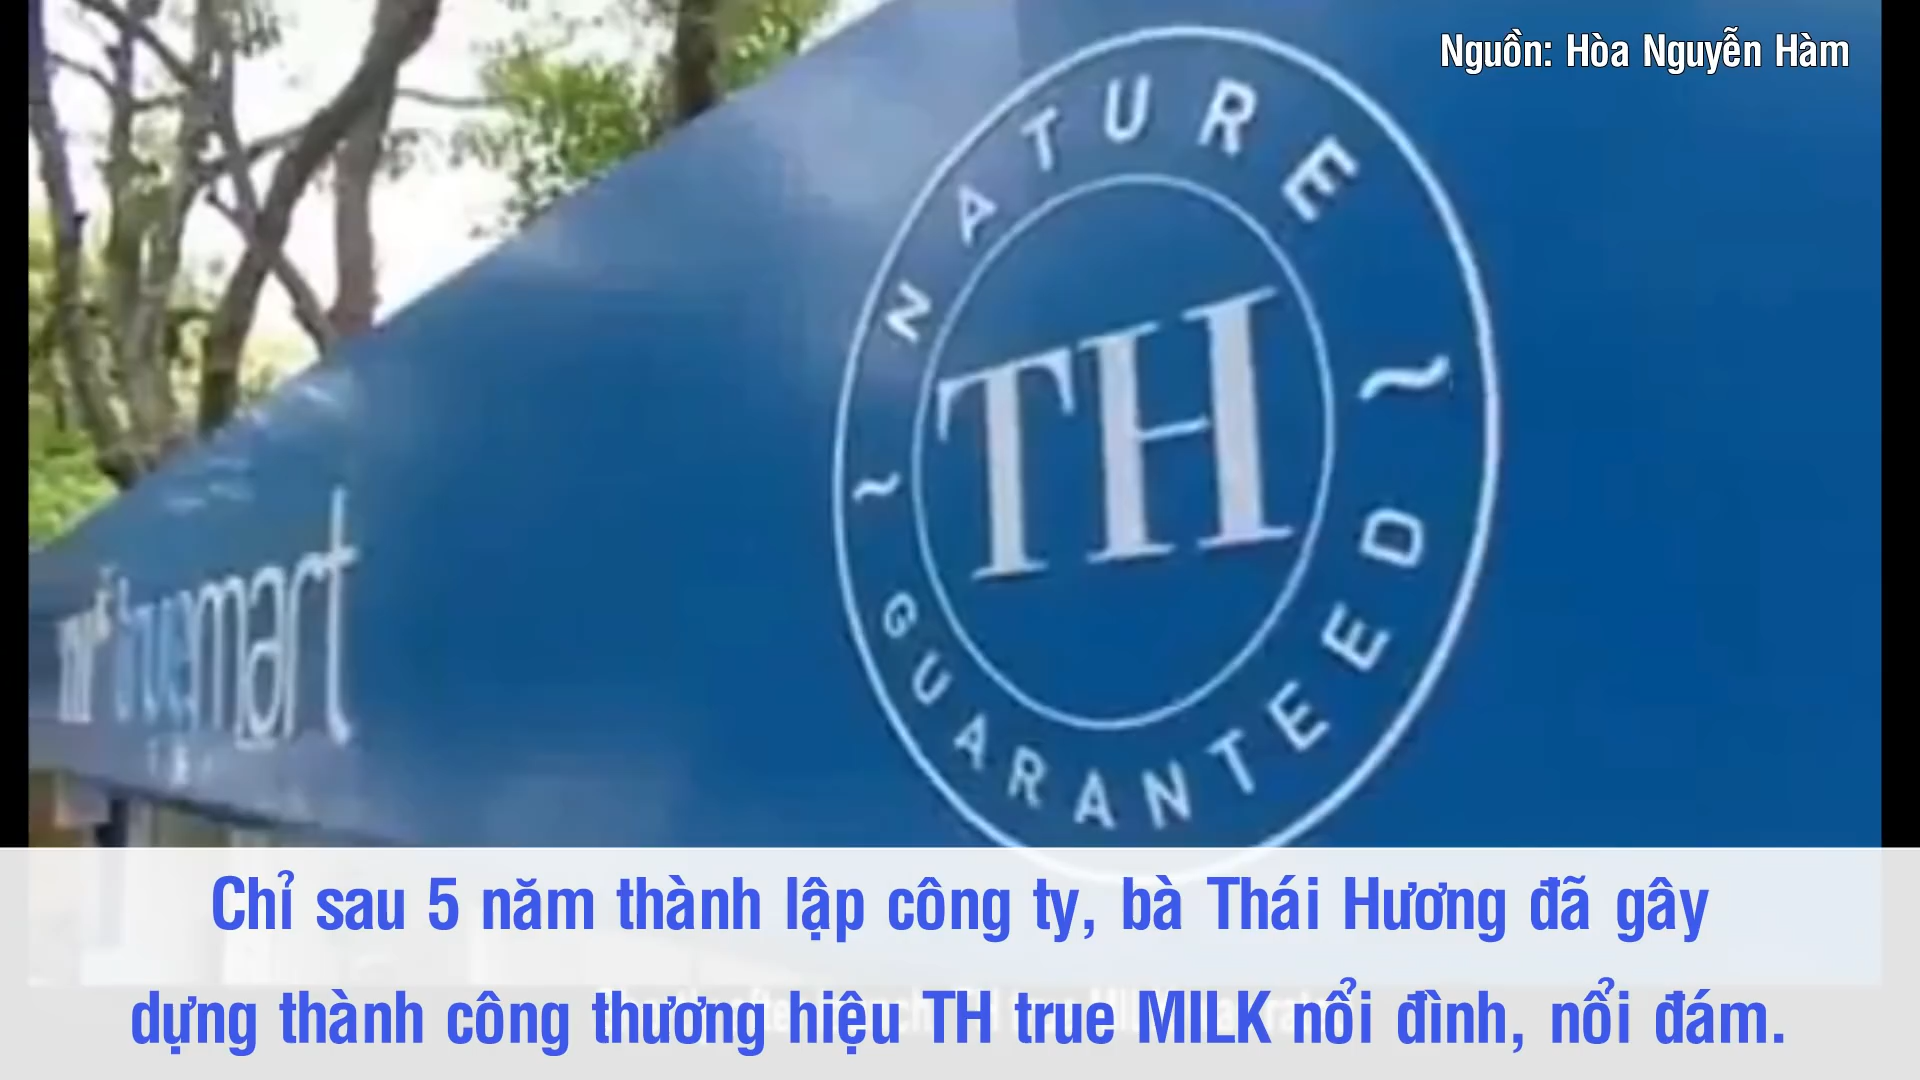 Nguồn: Hòa Nguyễn Hàm
NATURE
TH
~ ~
GUARANTEED
truemart
Chỉ sau 5 năm thành lập công ty, bà Thái Hương đã gây
dựng thành công thương hiệu TH true MILK nổi đình, nổi đám.